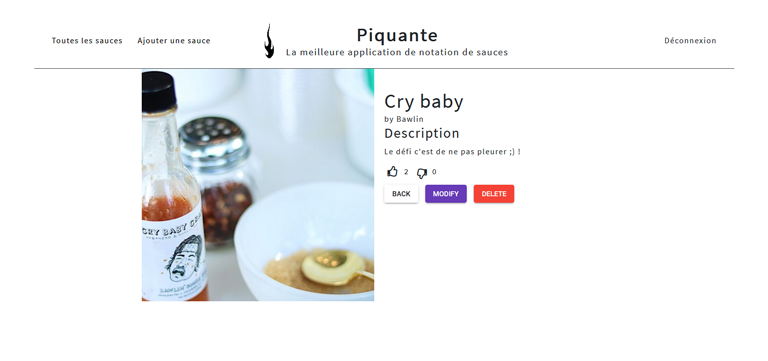 Toutes les sauces
Ajouter une sauce
Piquante
La meilleure application de notation de sauces
Déconnexion
CRY BABY
Cry baby
by Bawlin
Description
Le défi c'est de ne pas pleurer ;) !
2
0
BACK
MODIFY
DELETE